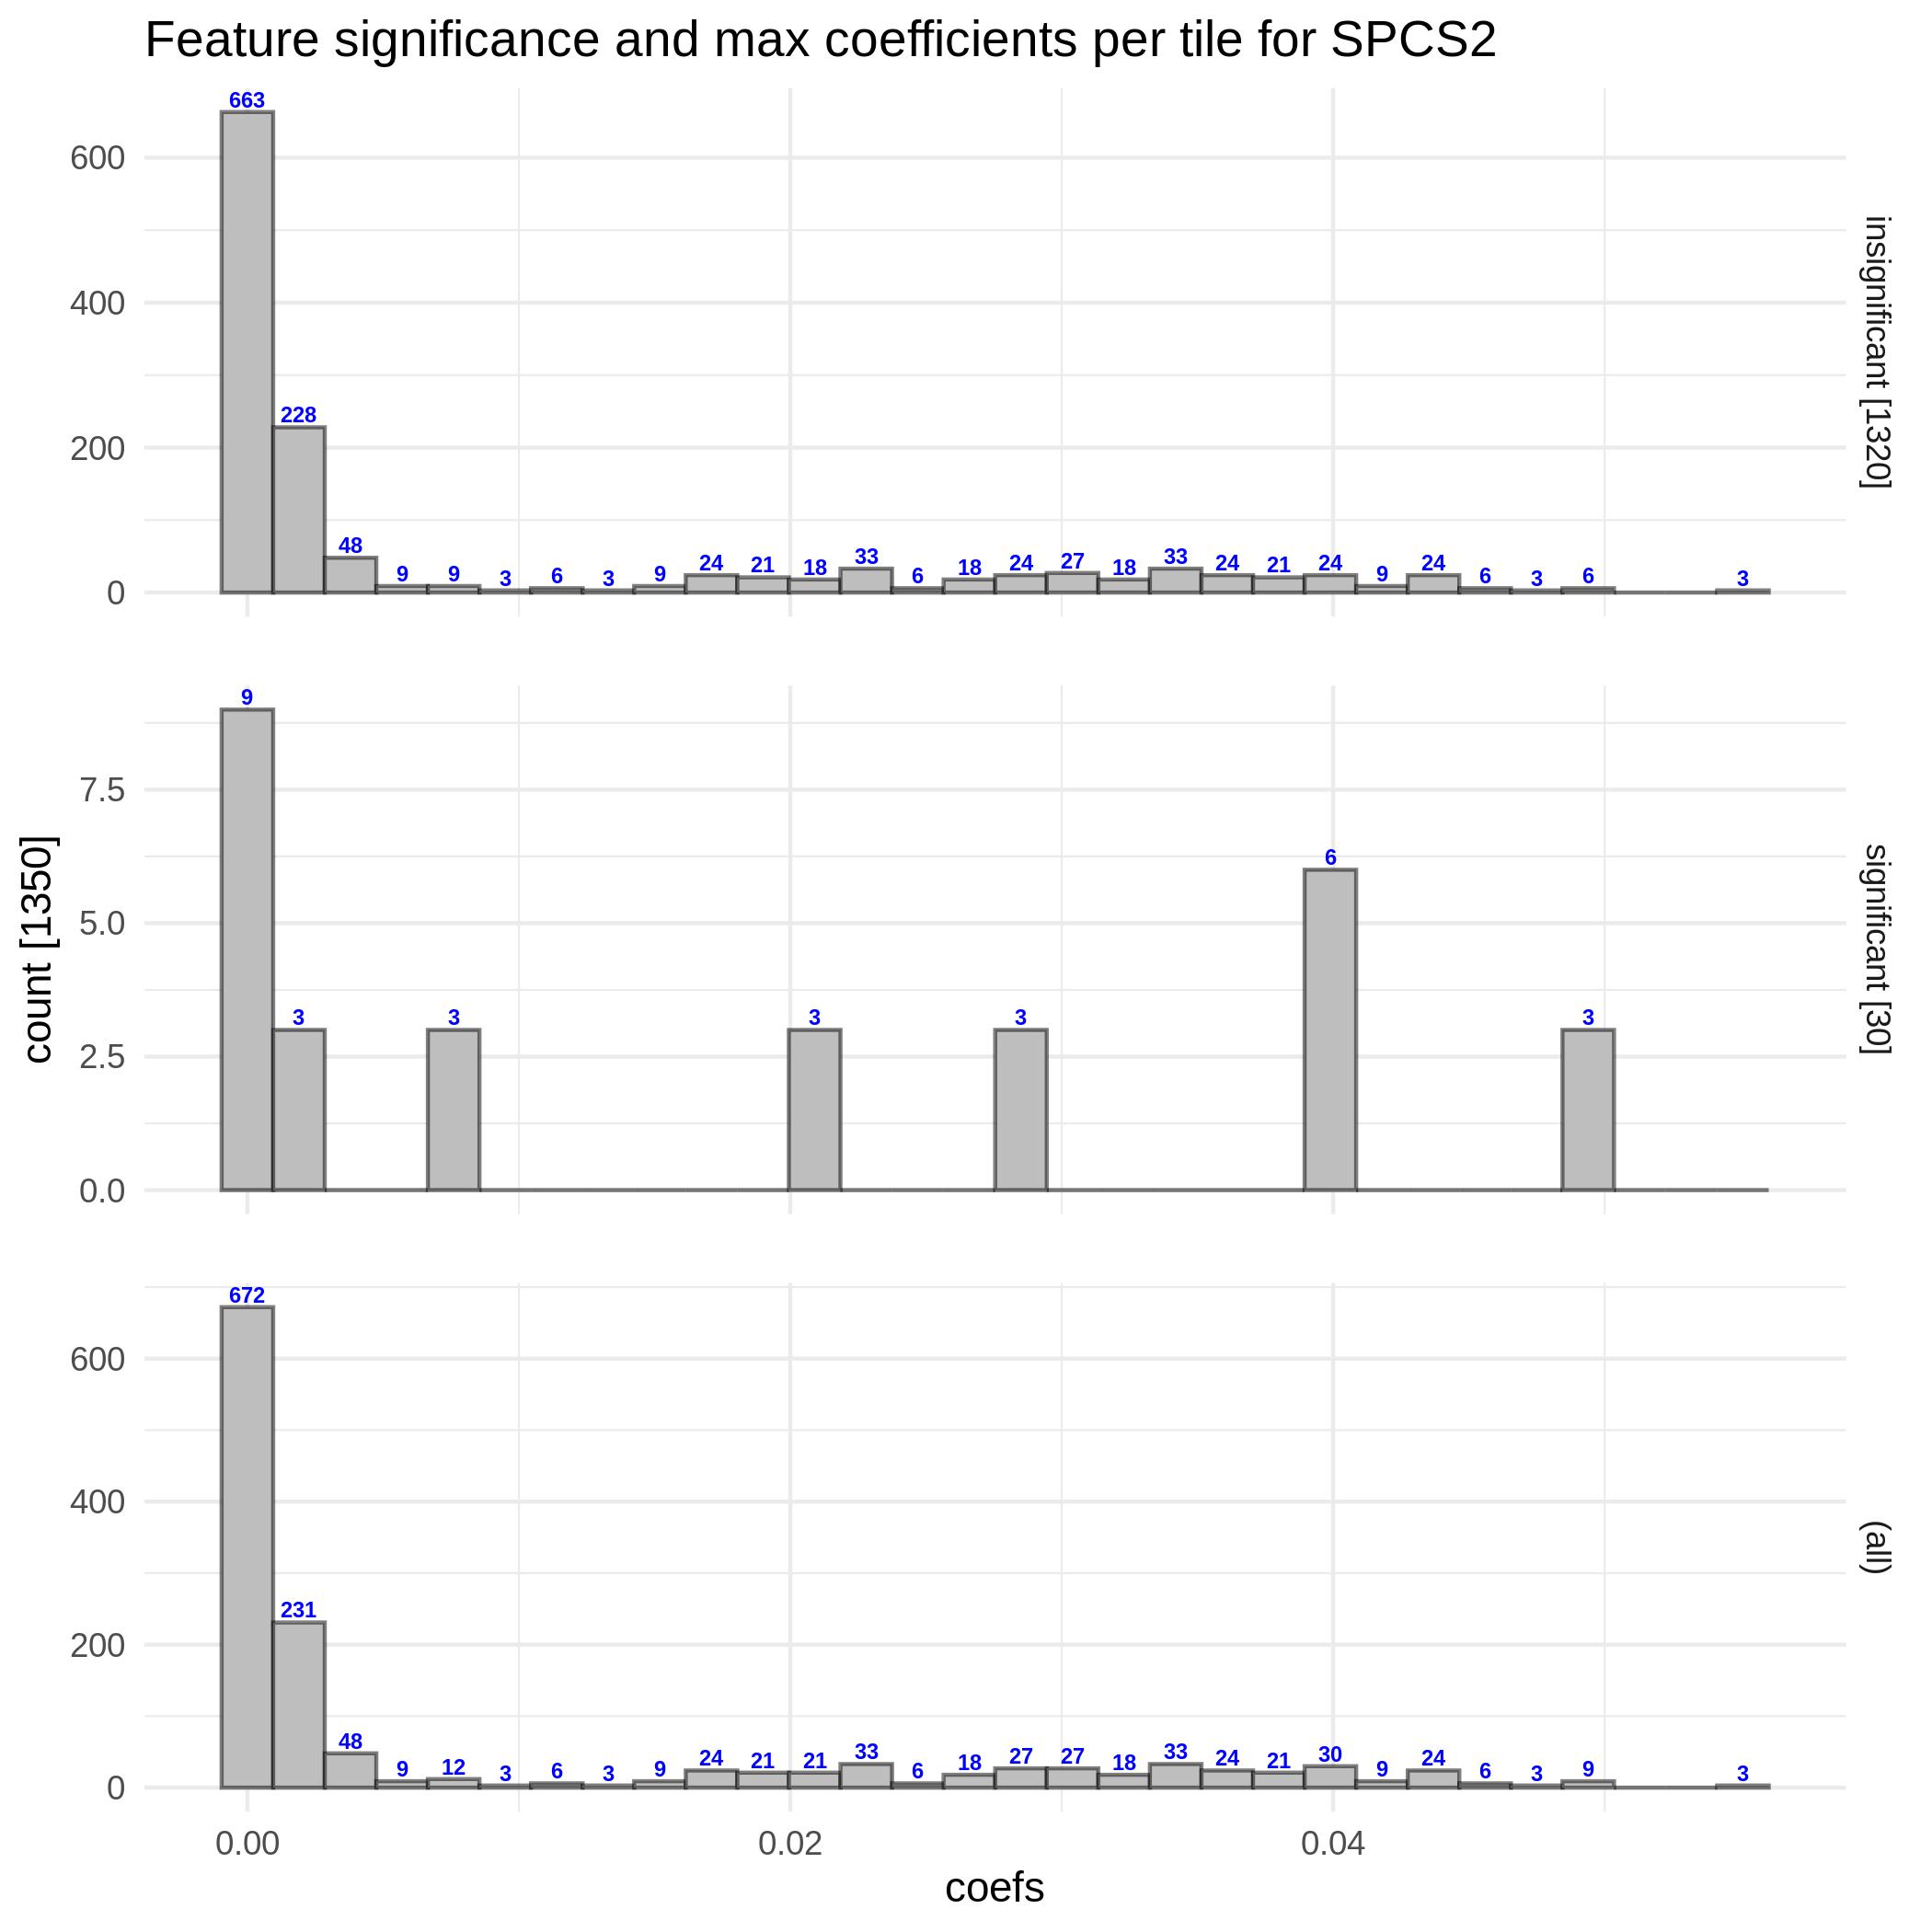 Feature significance and max coefficients per tile for SPCS2
663
600
400
228
200
48 9 9 3 6 3 9 24 21 18 33 6 18 24 27 18 33 24 21 24 9 24 6 3 6 3
0
insignificant [1320]
9
7.5
6
5.0
3 3 3 3 3
2.5
0.0
significant [30]
count [1350]
672
600
400
231
200
48 9 12 3 6 3 9 24 21 21 33 6 18 27 27 18 33 24 21 30 9 24 6 3 9 3
0
(all)
0.00 0.02 0.04
coefs